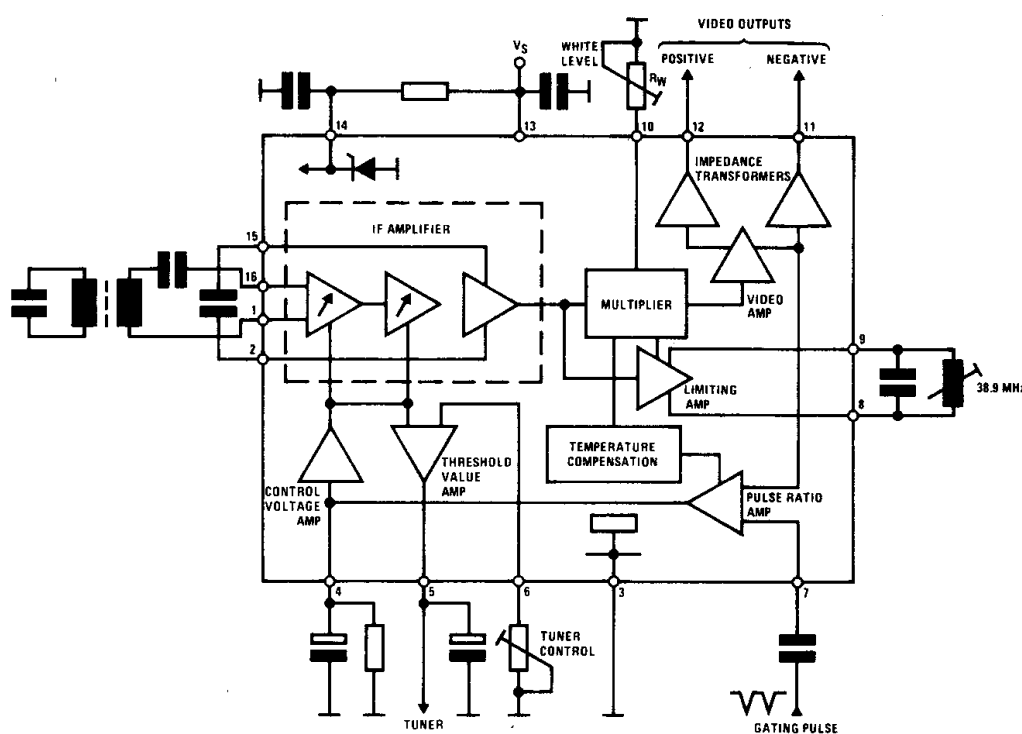 VIDEO OUTPUTS
POSITIVE
NEGATIVE
VS
WHITE
LEVEL
RW
14
13
10
12
11
IMPEDANCE
TRANSFORMERS
IF AMPLIFIER
15
16
1
2
MULTIPLIER
VIDEO
AMP
9
LIMITING
AMP
8
38.9 MHz
TEMPERATURE
COMPENSATION
THRESHOLD
VALUE
AMP
CONTROL
VOLTAGE
AMP
PULSE RATIO
AMP
4
5
6
3
7
TUNER
CONTROL
TUNER
GATING PULSE